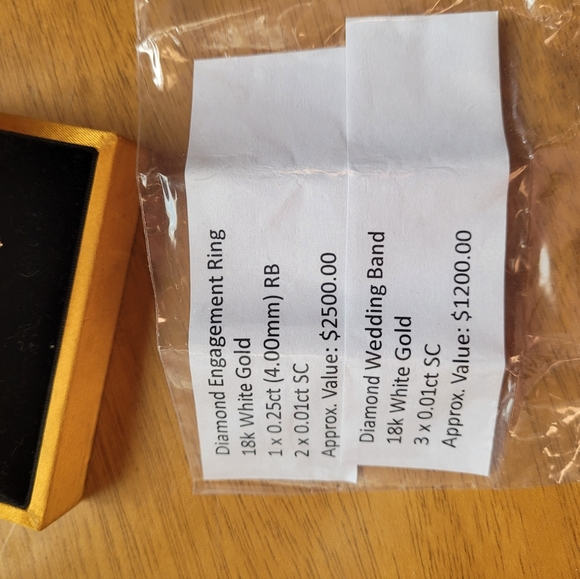 Diamond Engagement Ring
18k White Gold
1 x 0.25ct (4.00mm) RB
2 x 0.01ct SC
Approx. Value: $2500.00
Diamond Wedding Band
18k White Gold
3 x 0.01ct SC
Approx. Value: $1200.00